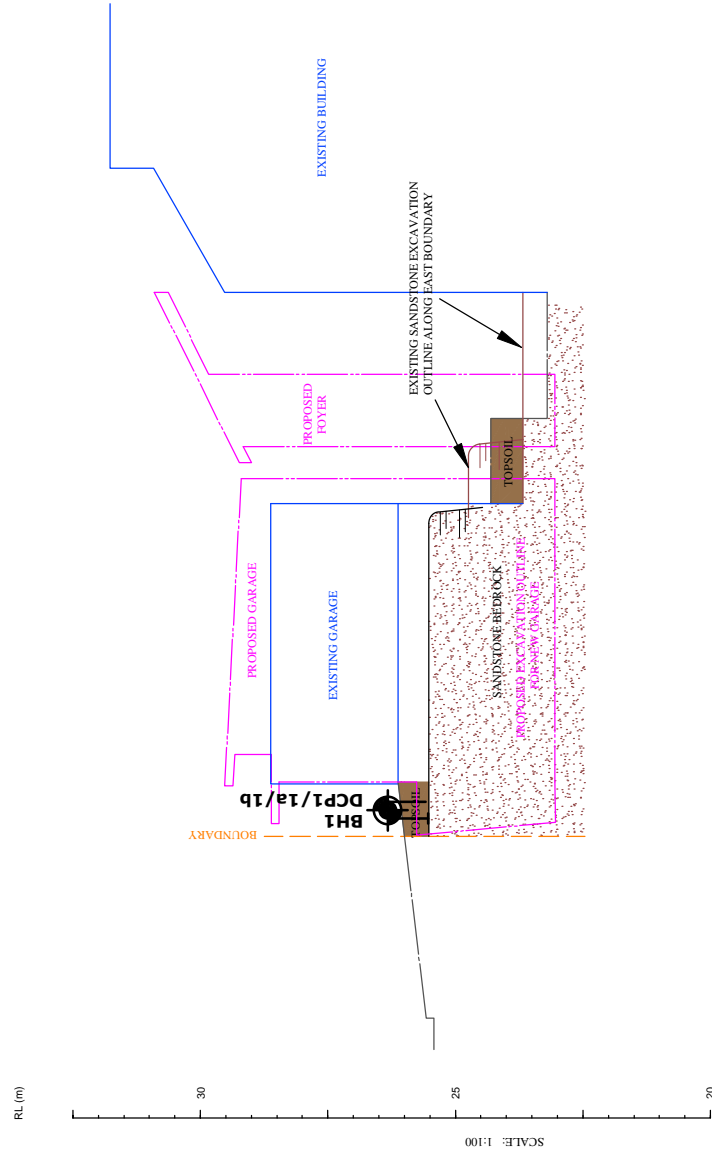 RL (m)
30
25
20
SCALE: 1:100
BOUNDARY
BH1
DCP1/1a/1b
TOPSOIL
PROPOSED GARAGE
EXISTING GARAGE
SANDSTONE BEDROCK
PROPOSED EXCAVATION OUTLINE
FOR NEW GARAGE
PROPOSED
FOYER
TOPSOIL
EXISTING SANDSTONE EXCAVATION
OUTLINE ALONG EAST BOUNDARY
EXISTING BUILDING